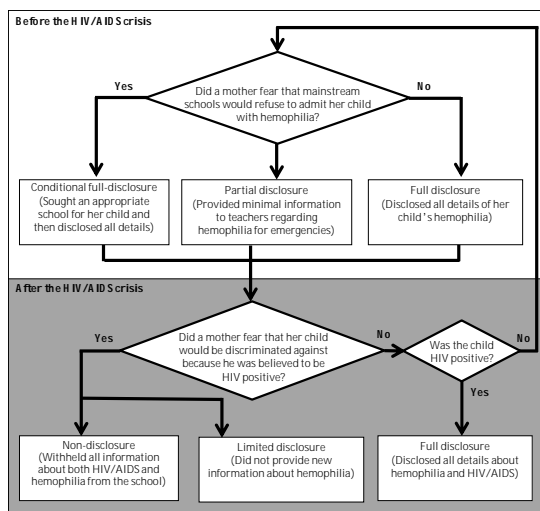 Before the HIV/AIDS crisis
Did a mother fear that mainstream
schools would refuse to admit her child
with hemophilia?
Yes
No
Conditional full-disclosure
(Sought an appropriate
school for her child and
then disclosed all details)
Partial disclosure
(Provided minimal information
to teachers regarding
hemophilia for emergencies)
Full disclosure
(Disclosed all details of her
child's hemophilia)
After the HIV/AIDS crisis
Did a mother fear that her child
would be discriminated against
because he was believed to be
HIV positive?
Yes
No
Was the child
HIV positive?
No
Yes
Non-disclosure
(Withheld all information
about both HIV/AIDS and
hemophilia from the school)
Limited disclosure
(Did not provide new
information about hemophilia)
Full disclosure
(Disclosed all details about
hemophilia and HIV/AIDS)